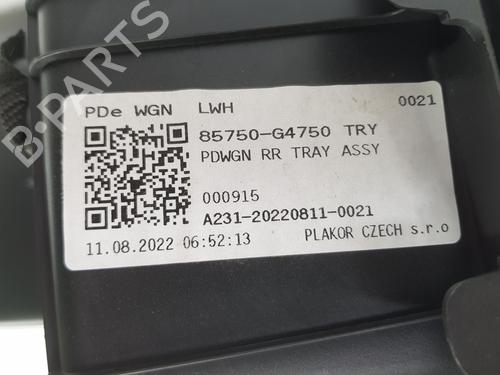 PDe WGN LWH 0021
85750-G4750 TRY
PDWGN RR TRAY ASSY
000915
A231-20220811-0021
11.08.2022 06:52:13 PLAKOR CZECH s.r.o
B-PARTS